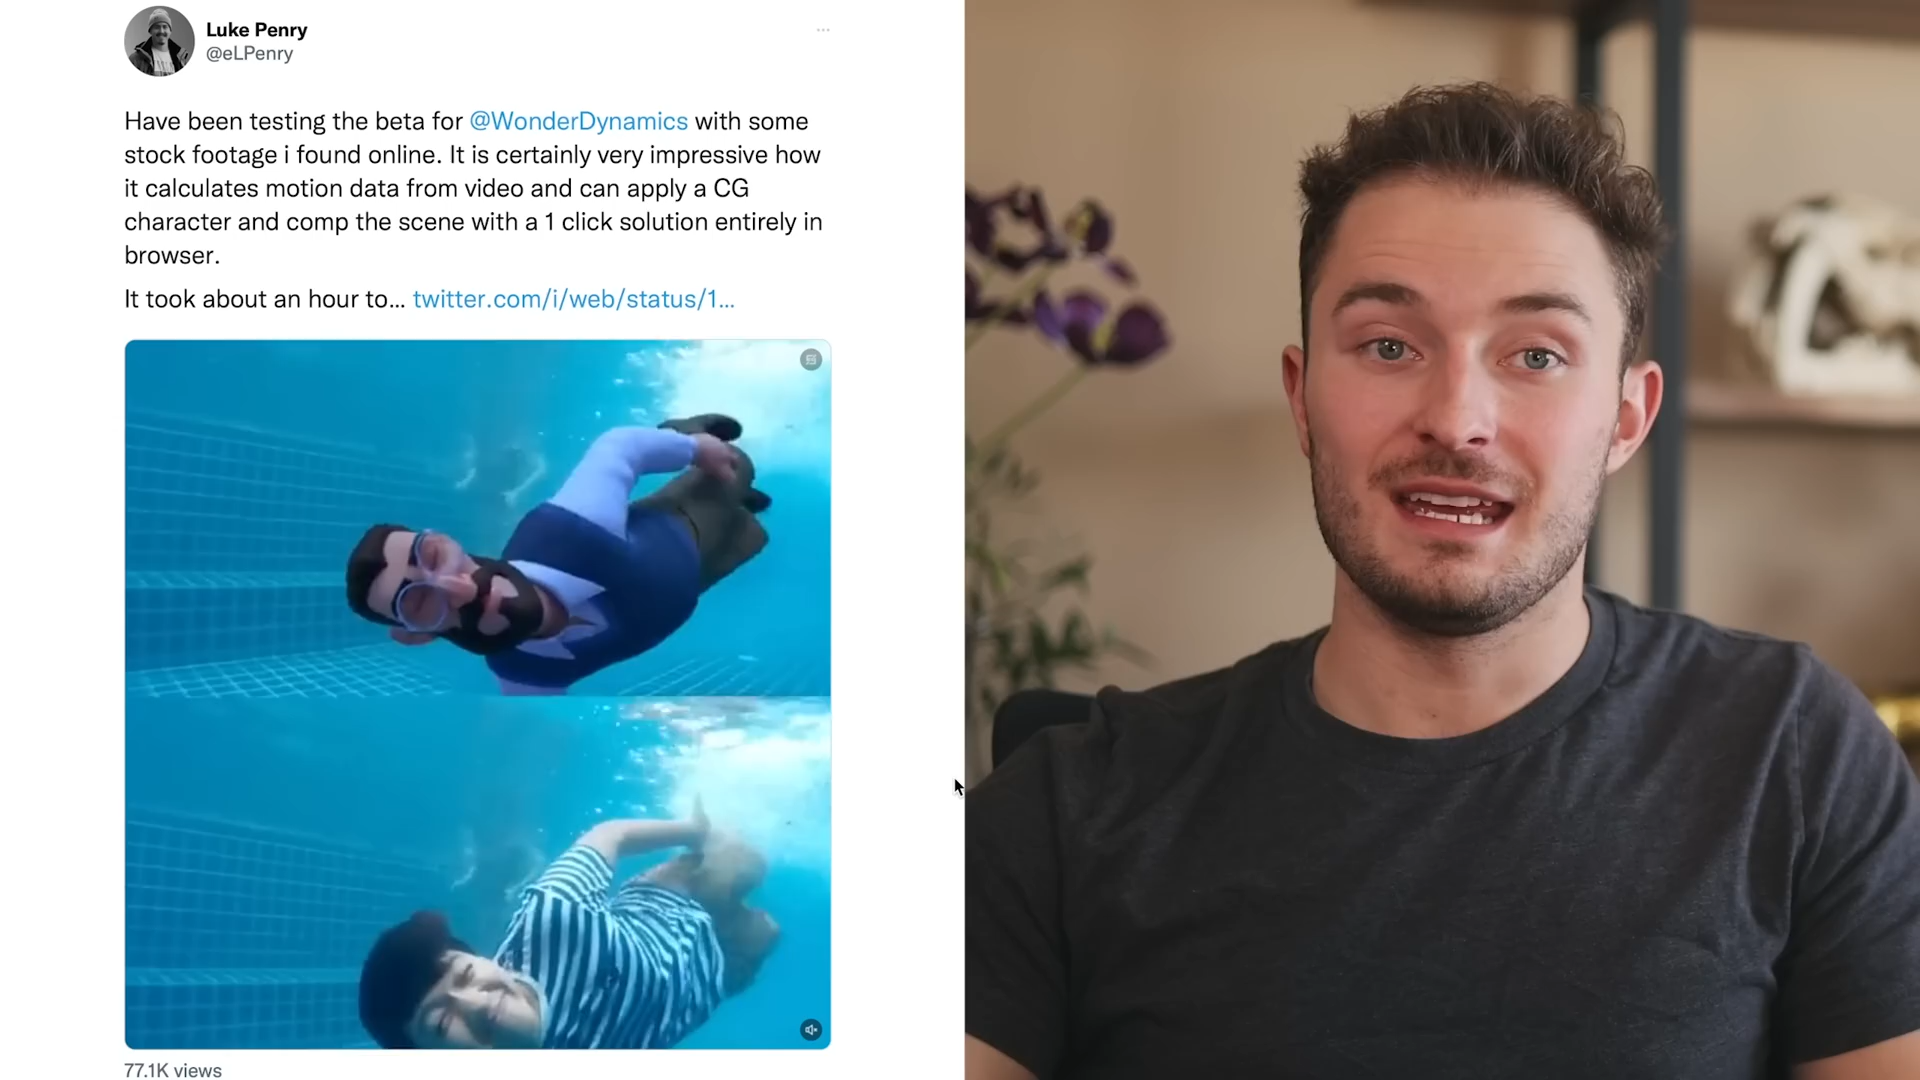 Luke Penry
@eLPenry
Have been testing the beta for @WonderDynamics with some
stock footage i found online. It is certainly very impressive how
it calculates motion data from video and can apply a CG
character and comp the scene with a 1 click solution entirely in
browser.
It took about an hour to... twitter.com/i/web/status/1...
77.1K views